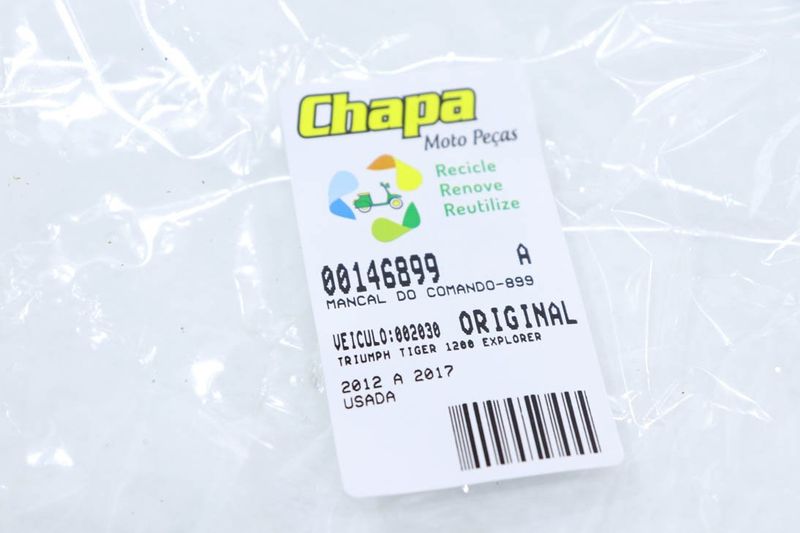 Chapa
Moto Peças
Recicle
Renove
Reutilize
00146899 A
MANCAL DO COMANDO-899
VEICULO:002030 ORIGINAL
TRIUMPH TIGER 1200 EXPLORER
2012 A 2017
USADA